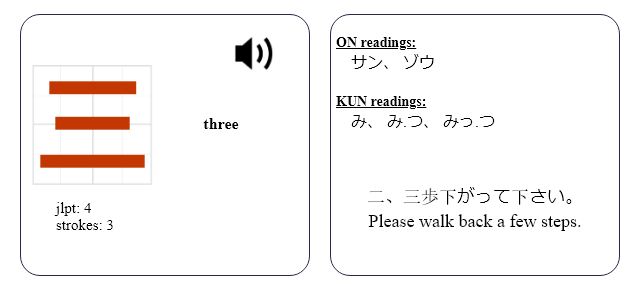 三
three
jlpt: 4
strokes: 3
ON readings:
サン、 ゾウ
KUN readings:
み、 み.つ、 みっ.つ
二、三歩下がって下さい。
Please walk back a few steps.